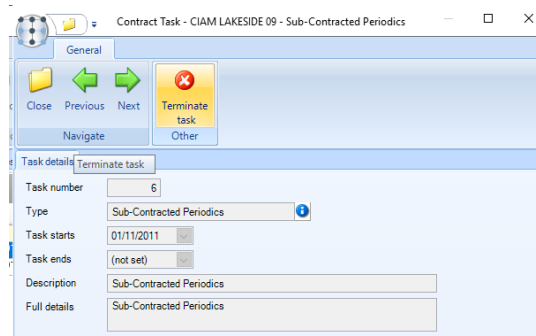 Contract Task - CIAM LAKESIDE 09 - Sub-Contracted Periodics
General
Close Previous Next Terminate task
Navigate Other
Task details Terminate task
Task number 6
Type Sub-Contracted Periodics
Task starts 01/11/2011
Task ends (not set)
Description Sub-Contracted Periodics
Full details Sub-Contracted Periodics